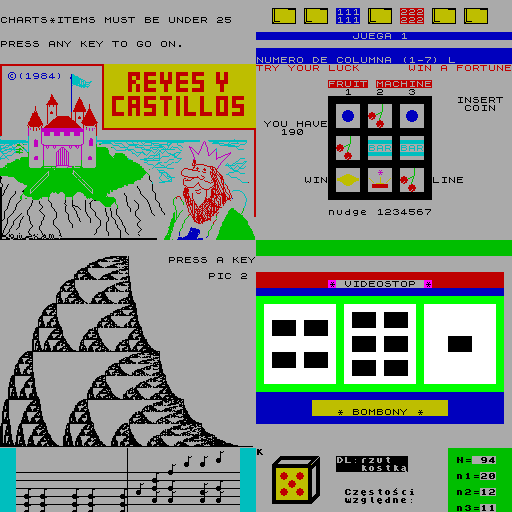 CHARTS*ITEMS MUST BE UNDER 25
PRESS ANY KEY TO GO ON.
©(1984)
REYES Y
CASTILLOS
111 222
111 222
JUEGA 1
NUMERO DE COLUMNA (1-7) L
TRY YOUR LUCK WIN A FORTUNE
FRUIT MACHINE
1 2 3
INSERT
COIN
YOU HAVE
190
BAR BAR
WIN LINE
nudge 1234567
PRESS A KEY
PIC 2
* VIDEOSTOP *
* BOMBONY *
K
DL:rzut
kostką
Częstości
względne:
N= 94
n1=20
n2=12
n3=11